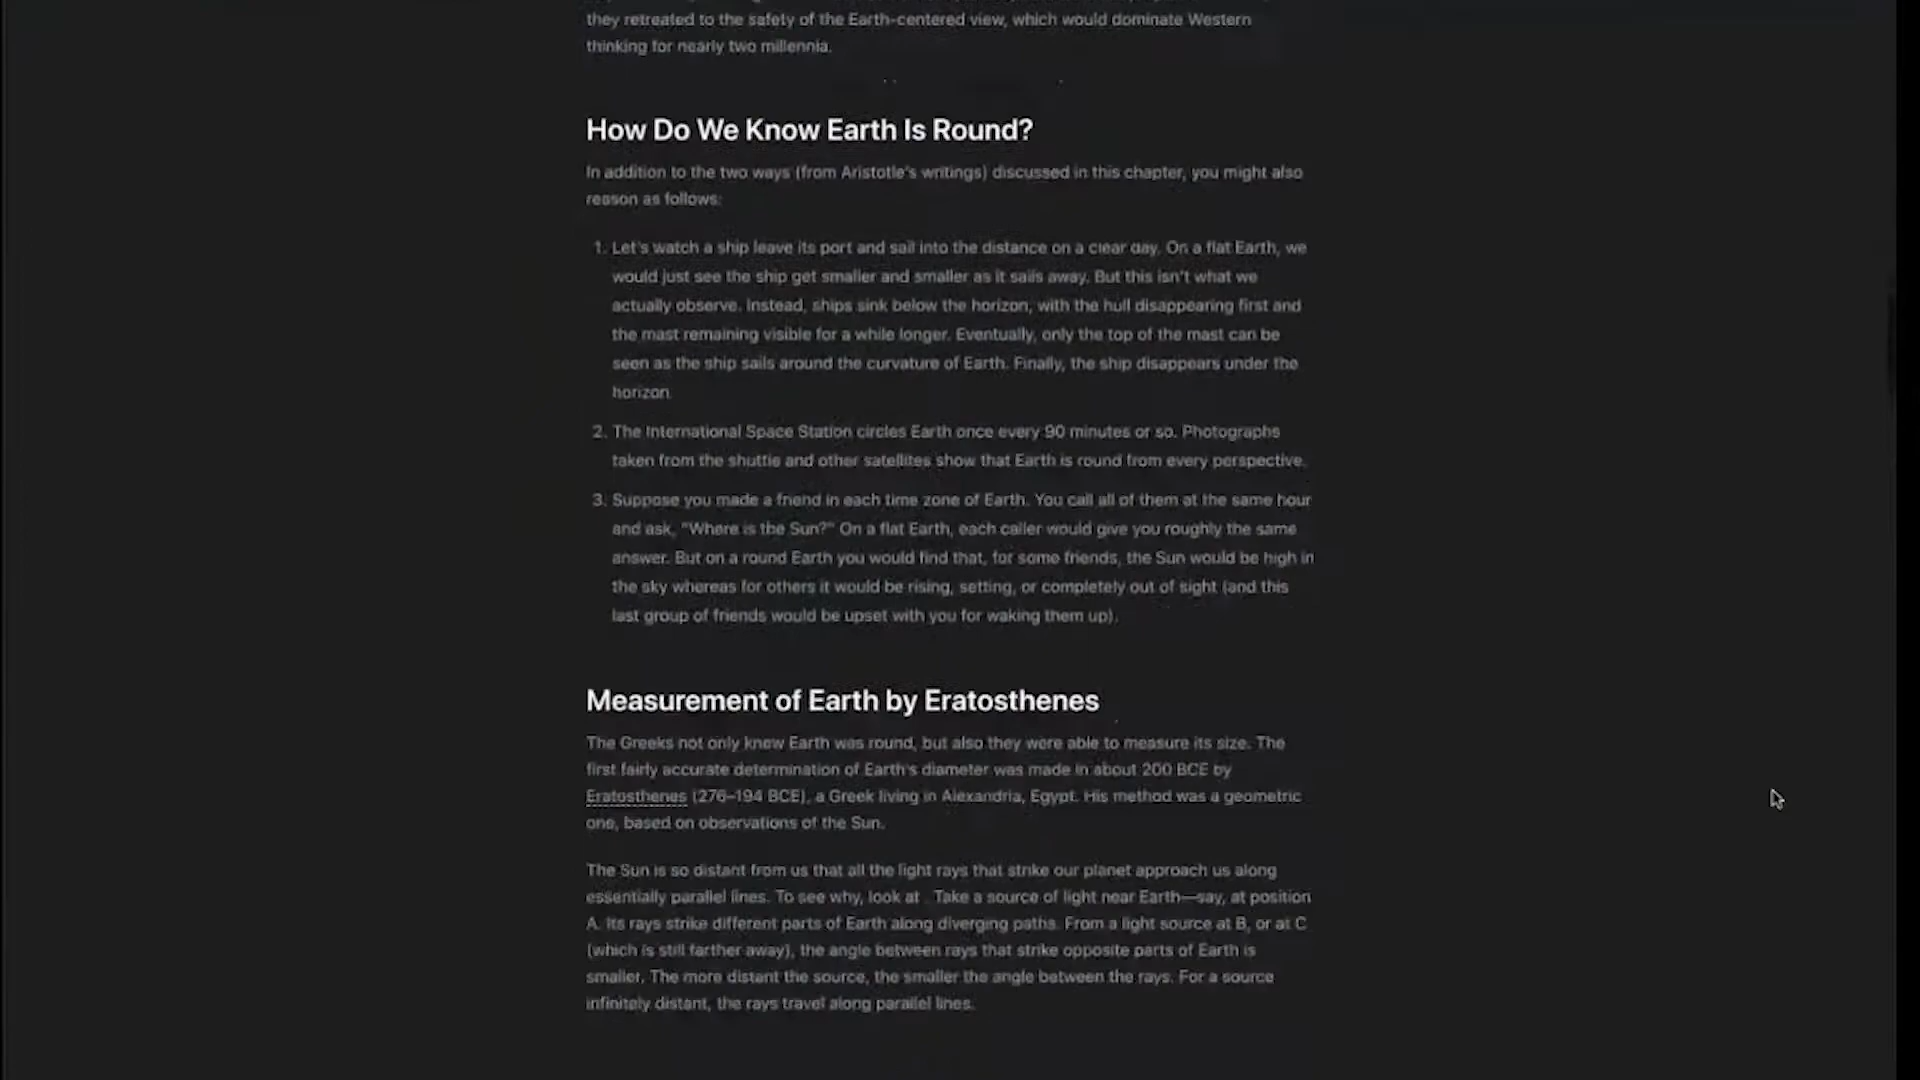 they retreated to the safety of the Earth-centered view, which would dominate Western
thinking for nearly two millennia.
How Do We Know Earth Is Round?
In addition to the two ways (from Aristotle's writings) discussed in this chapter, you might also
reason as follows:
1. Let's watch a ship leave its port and sail into the distance on a clear day. On a flat Earth, we
would just see the ship get smaller and smaller as it sails away. But this isn't what we
actually observe. Instead, ships sink below the horizon, with the hull disappearing first and
the mast remaining visible for a while longer. Eventually, only the top of the mast can be
seen as the ship sails around the curvature of Earth. Finally, the ship disappears under the
horizon.
2. The International Space Station circles Earth once every 90 minutes or so. Photographs
taken from the shuttle and other satellites show that Earth is round from every perspective.
3. Suppose you made a friend in each time zone of Earth. You call all of them at the same hour
and ask, "Where is the Sun?" On a flat Earth, each caller would give you roughly the same
answer. But on a round Earth you would find that, for some friends, the Sun would be high in
the sky whereas for others it would be rising, setting, or completely out of sight (and this
last group of friends would be upset with you for waking them up).
Measurement of Earth by Eratosthenes
The Greeks not only knew Earth was round, but also they were able to measure its size. The
first fairly accurate determination of Earth's diameter was made in about 200 BCE by
Eratosthenes (276–194 BCE), a Greek living in Alexandria, Egypt. His method was a geometric
one, based on observations of the Sun.
The Sun is so distant from us that all the light rays that strike our planet approach us along
essentially parallel lines. To see why, look at . Take a source of light near Earth—say, at position
A. Its rays strike different parts of Earth along diverging paths. From a light source at B, or at C
(which is still farther away), the angle between rays that strike opposite parts of Earth is
smaller. The more distant the source, the smaller the angle between the rays. For a source
infinitely distant, the rays travel along parallel lines.